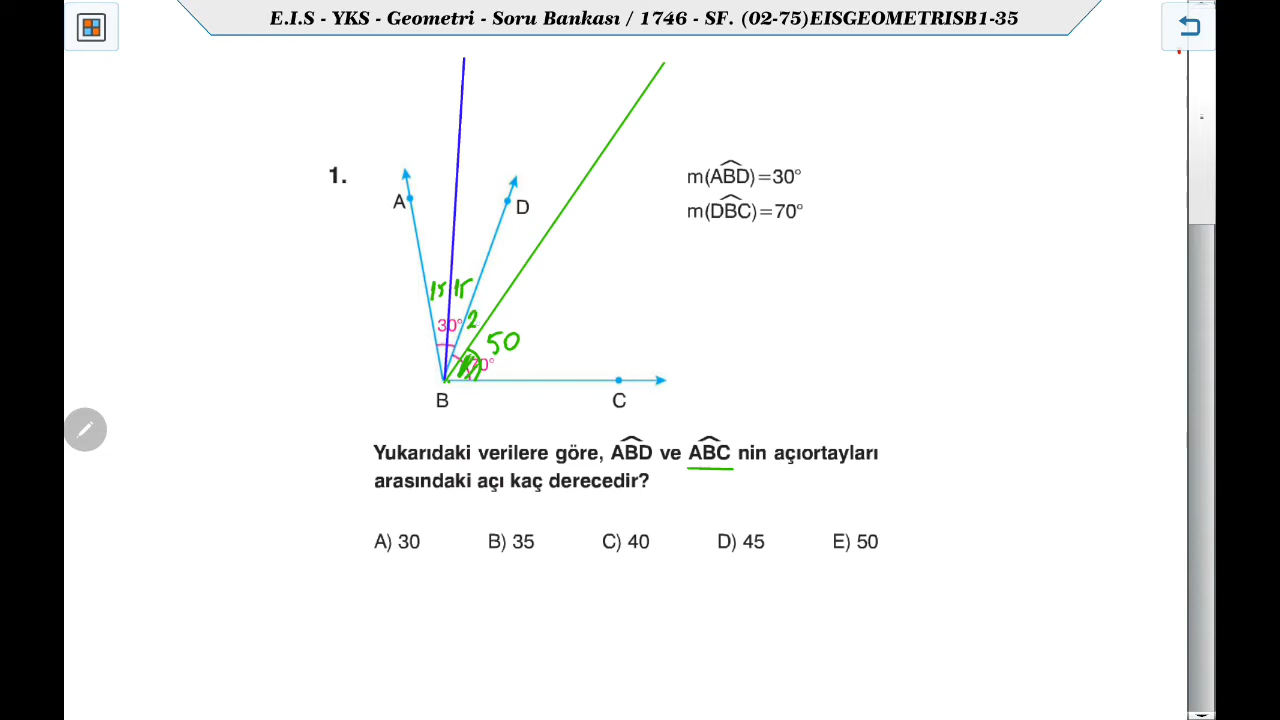 E.I.S - YKS - Geometri - Soru Bankası / 1746 - SF. (02-75)EISGEOMETRISB1-35
1.
m(ABD)=30°
m(DBC)=70°
A
D
15 15
30° 2
50
70°
B
C
Yukarıdaki verilere göre, ABD ve ABC nin açıortayları
arasındaki açı kaç derecedir?
A) 30 B) 35 C) 40 D) 45 E) 50